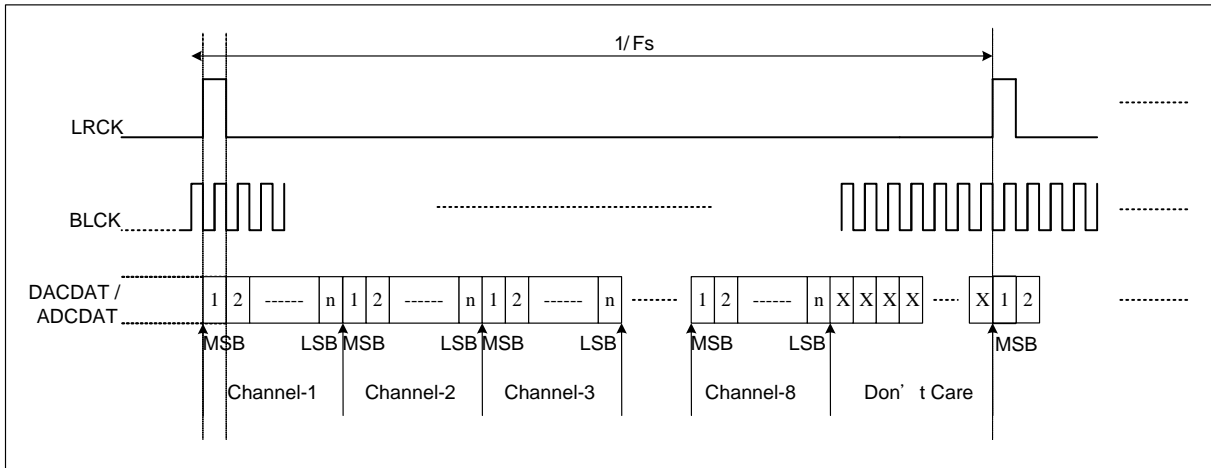 1/Fs
LRCK
BLCK
DACDAT /
ADCDAT
1 2 ------ n 1 2 ------ n 1 2 ------ n 1 2 ------ n X X X X X 1 2
MSB LSB MSB LSB MSB LSB MSB LSB MSB
Channel-1 Channel-2 Channel-3 Channel-8 Don’t Care